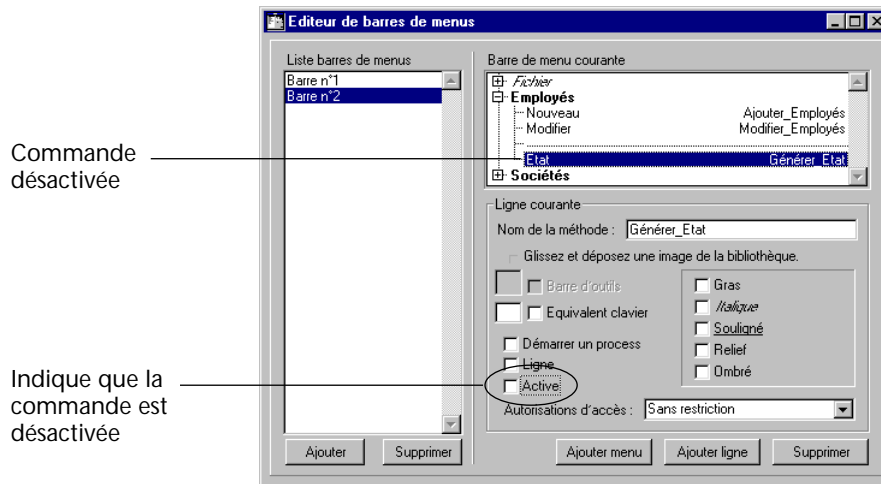 Editeur de barres de menus
Liste barres de menus
Barre n°1
Barre n°2
Barre de menu courante
Fichier
Employés
Nouveau Ajouter_Employés
Modifier Modifier_Employés
Etat Générer_Etat
Sociétés
Commande
désactivée
Ligne courante
Nom de la méthode : Générer_Etat
Glissez et déposez une image de la bibliothèque.
Barre d'outils
Equivalent clavier
Gras
Italique
Souligné
Relief
Ombré
Démarrer un process
Ligne
Active
Indique que la
commande est
désactivée
Autorisations d'accès : Sans restriction
Ajouter Supprimer
Ajouter menu Ajouter ligne Supprimer